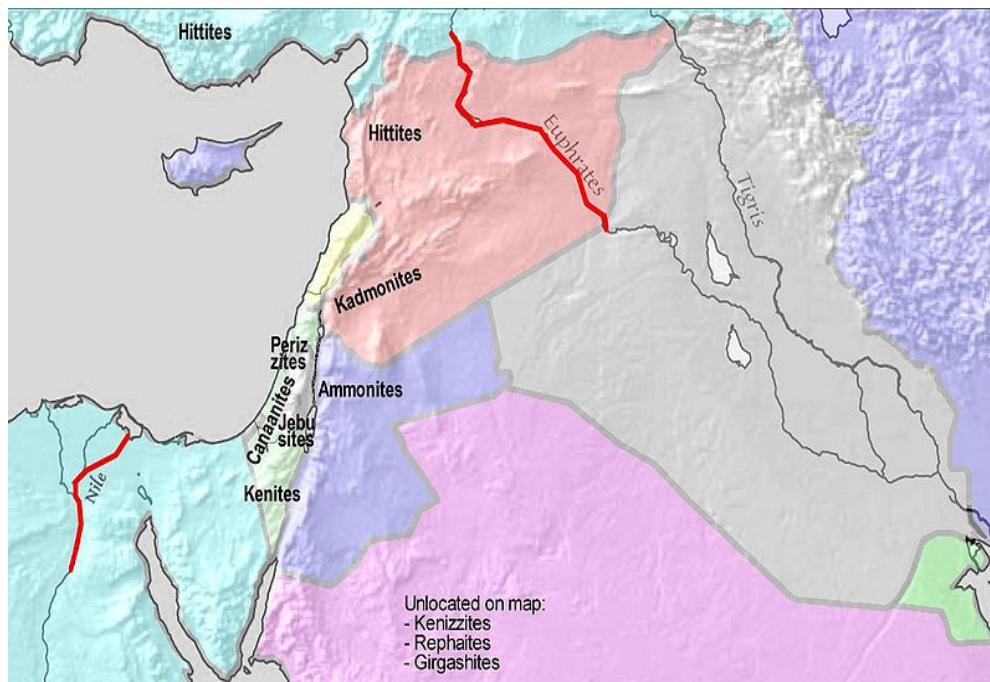 Hittites
Hittites
Euphrates
Tigris
Kadmonites
Periz
zites
Ammonites
Canaanites
Jebu
sites
Nile
Kenites
Unlocated on map:
- Kenizzites
- Rephaites
- Girgashites